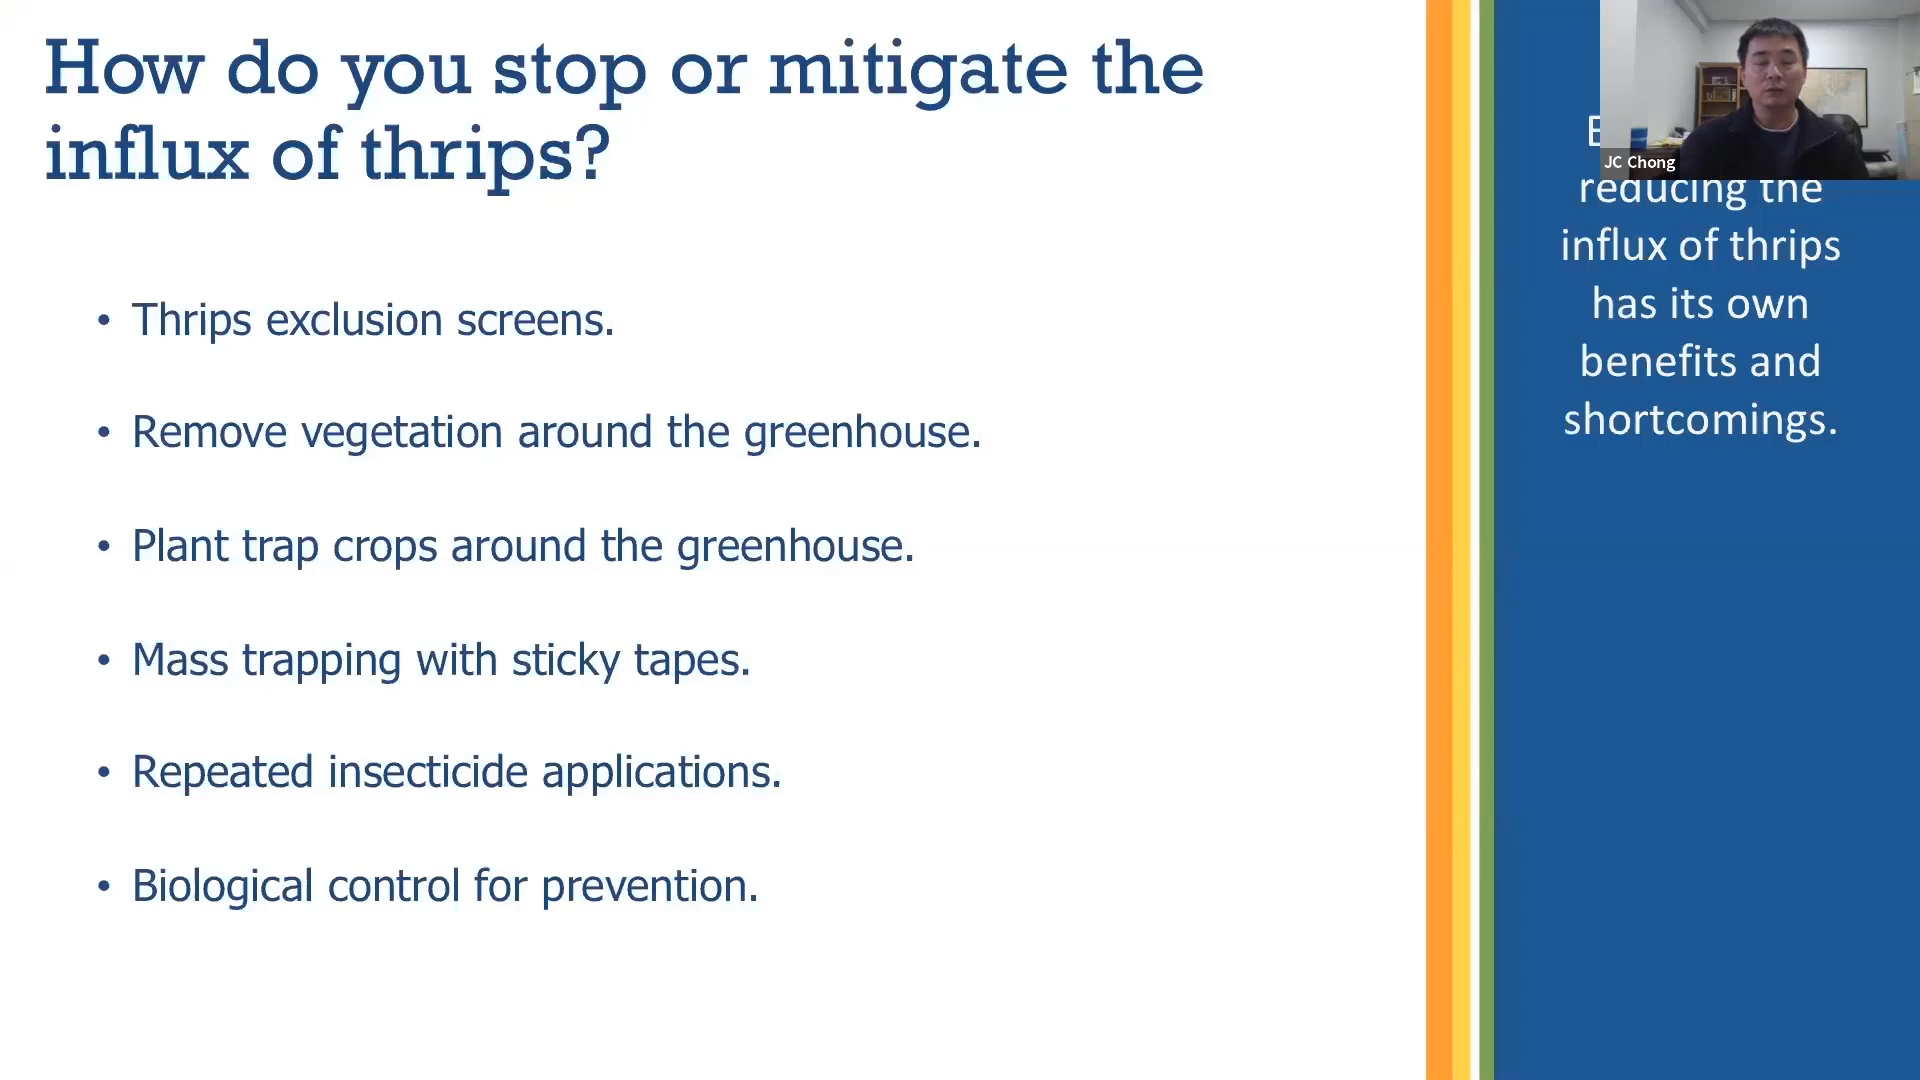 How do you stop or mitigate the
influx of thrips?
• Thrips exclusion screens.
• Remove vegetation around the greenhouse.
• Plant trap crops around the greenhouse.
• Mass trapping with sticky tapes.
• Repeated insecticide applications.
• Biological control for prevention.
JC Chong
reducing the
influx of thrips
has its own
benefits and
shortcomings.